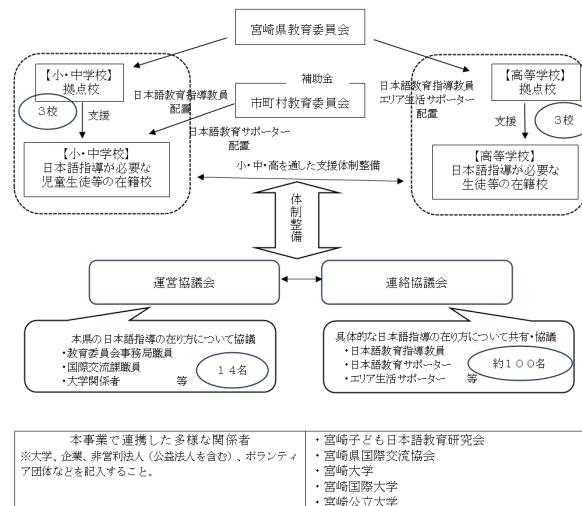 宮崎県教育委員会
【小・中学校】
拠点校
３校
支援
【小・中学校】
日本語指導が必要な
児童生徒等の在籍校
日本語教育指導教員
配置
補助金
市町村教育委員会
日本語教育サポーター
配置
日本語教育指導教員
エリア生活サポーター
配置
【高等学校】
拠点校
支援
３校
【高等学校】
日本語指導が必要な
生徒等の在籍校
小・中・高を通した支援体制整備
体制整備
運営協議会
連絡協議会
本県の日本語指導の在り方について協議
・教育委員会事務局職員
・国際交流課職員
・大学関係者　等
１４名
具体的な日本語指導の在り方について共有・協議
・日本語教育指導教員
・日本語教育サポーター
・エリア生活サポーター　等
約１００名
本事業で連携した多様な関係者
※大学、企業、非営利法人（公益法人を含む）、ボランティ
ア団体などを記入すること。
・宮崎子ども日本語教育研究会
・宮崎県国際交流協会
・宮崎大学
・宮崎国際大学
・宮崎公立大学